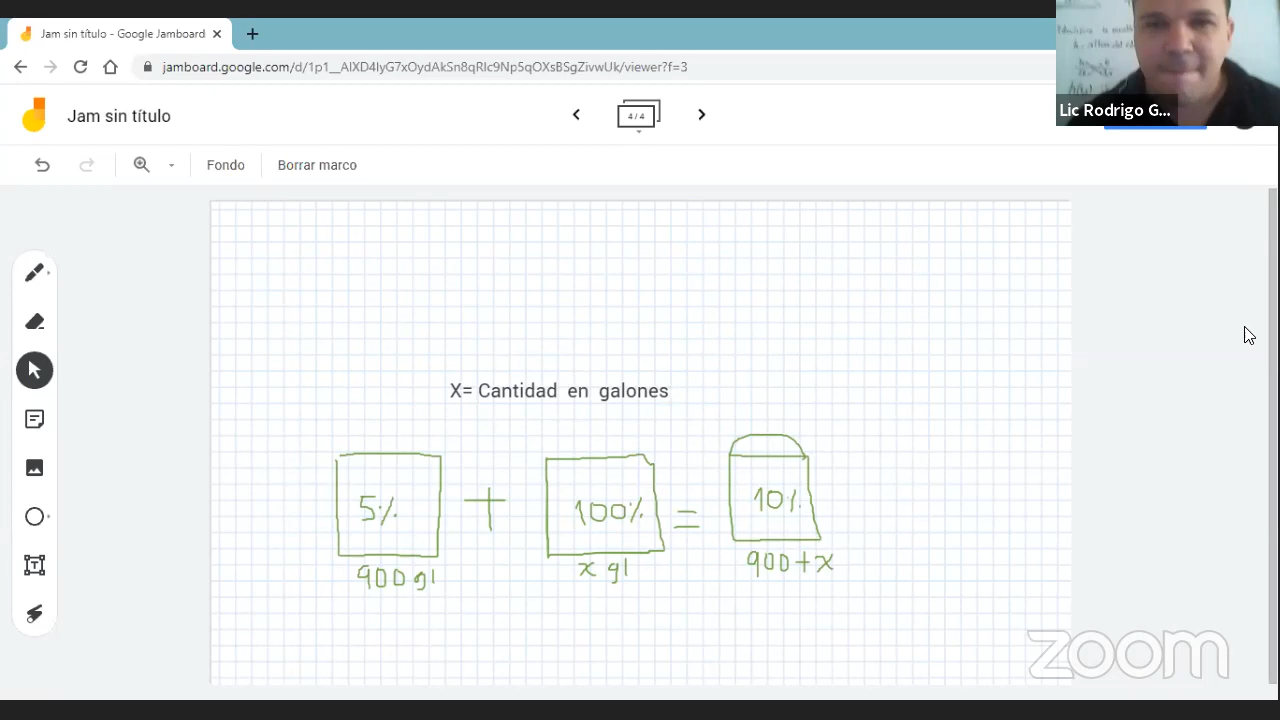 Jam sin título - Google Jamboard
jamboard.google.com/d/1p1__AlXD4lyG7xOydAkSn8qRlc9Np5qOXsBSgZivwUk/viewer?f=3
Lic Rodrigo G...
Jam sin título
4 / 4
Fondo
Borrar marco
X= Cantidad en galones
5% + 100% = 10%
900 gl x gl 900+x
zoom